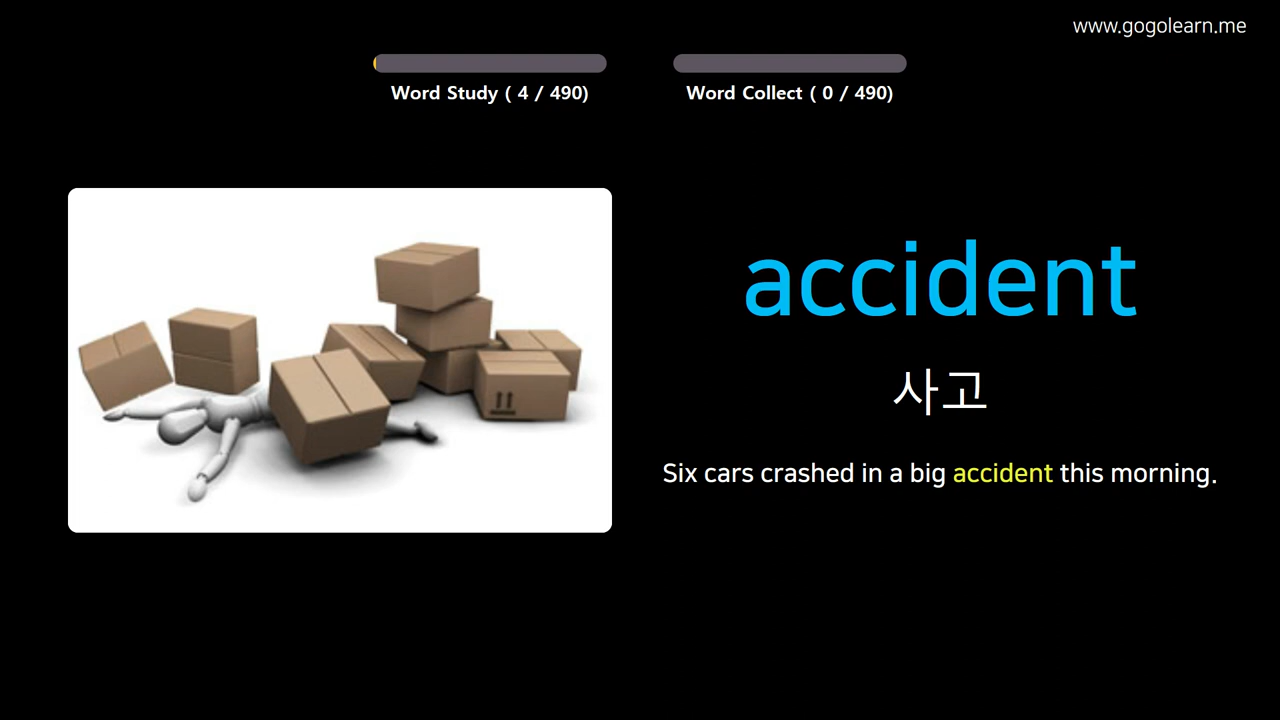 www.gogolearn.me
Word Study ( 4 / 490)
Word Collect ( 0 / 490)
accident
사고
Six cars crashed in a big accident this morning.